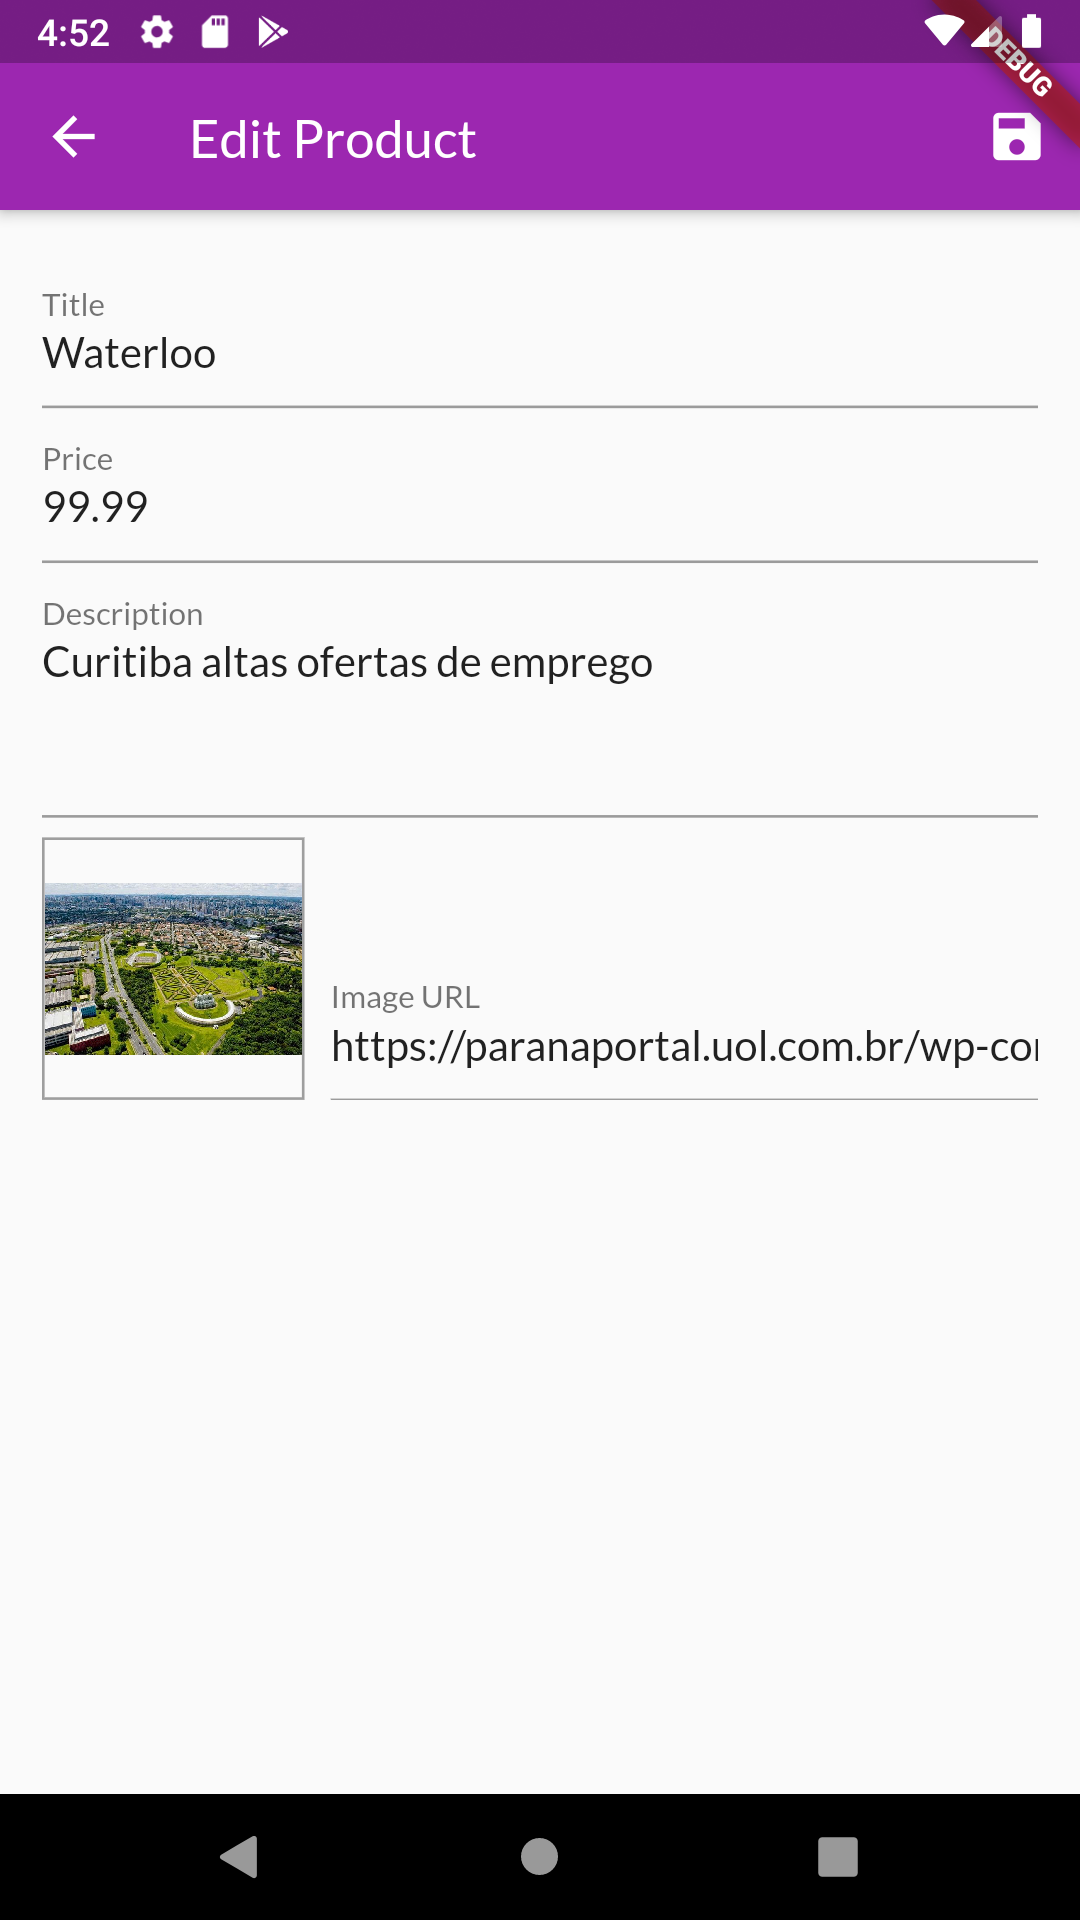 4:52
DEBUG
Edit Product
Title
Waterloo
Price
99.99
Description
Curitiba altas ofertas de emprego
Image URL
https://paranaportal.uol.com.br/wp-co